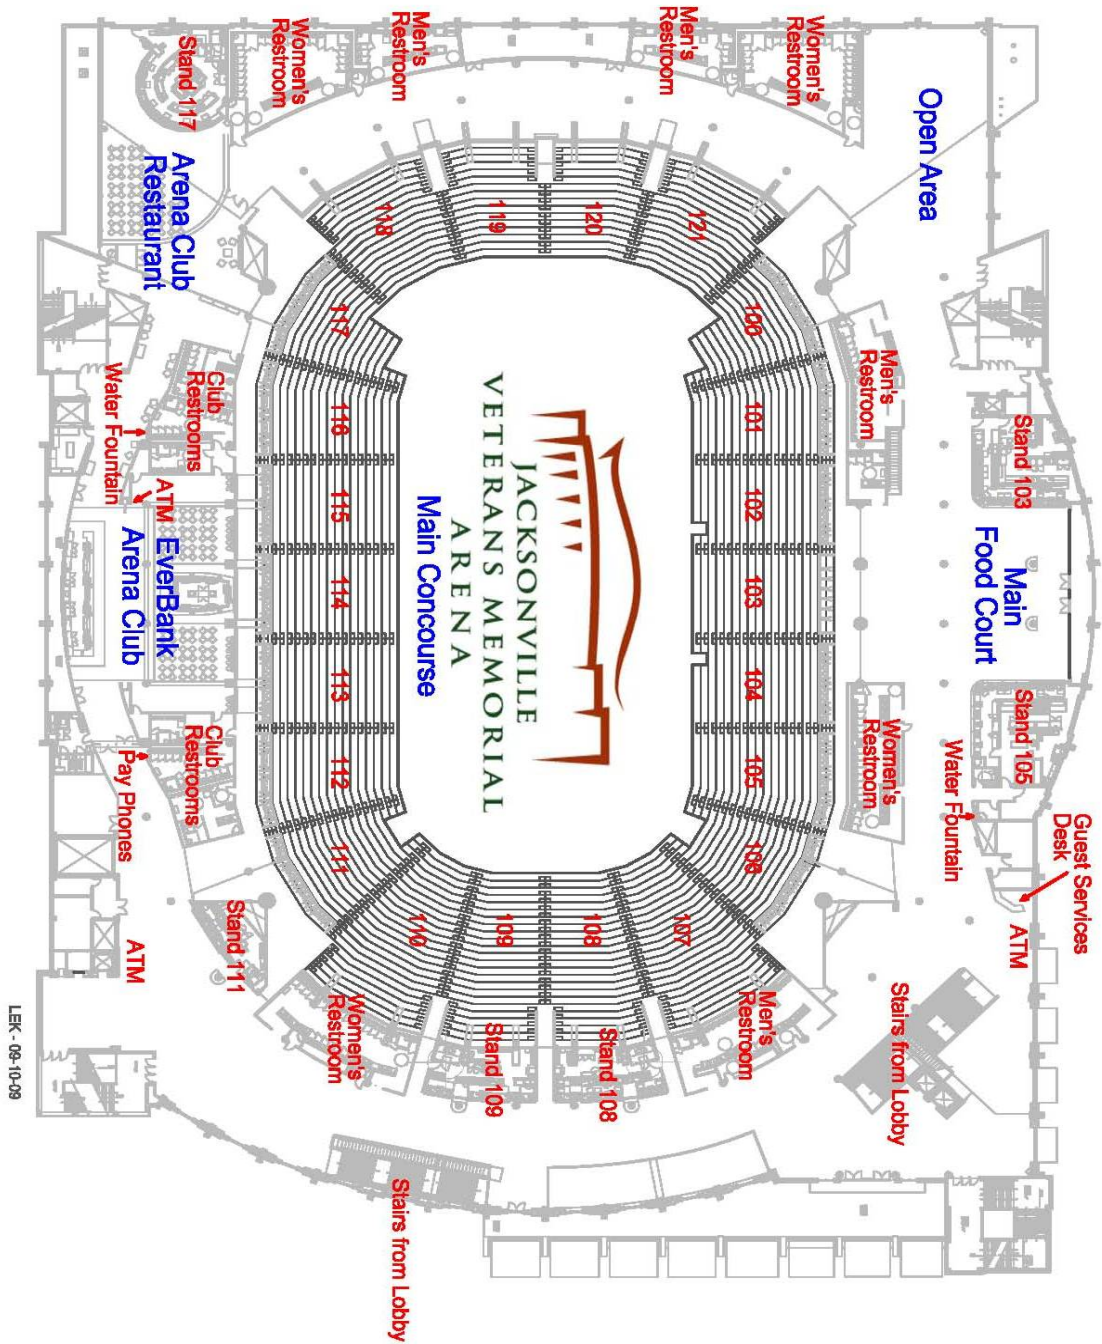 Guest Services
Desk
ATM
Stand 103
Main
Food Court
Stand 105
Water Fountain
Open Area
Stairs from Lobby
Men's
Restroom
Women's
Restroom
Women's
Restroom
Men's
Restroom
Men's
Restroom
Women's
Restroom
Men's
Restroom
100
101
102
103
104
105
106
121
120
119
118
107
108
109
110
JACKSONVILLE
VETERANS MEMORIAL
ARENA
Main Concourse
Stand 108
Stand 109
117
116
115
114
113
112
111
Women's
Restroom
Stairs from Lobby
Stand 117
Arena Club
Restaurant
Club
Restrooms
Water Fountain
ATM
EverBank
Arena Club
Club
Restrooms
Pay Phones
Stand 111
ATM
LEK - 09-10-09